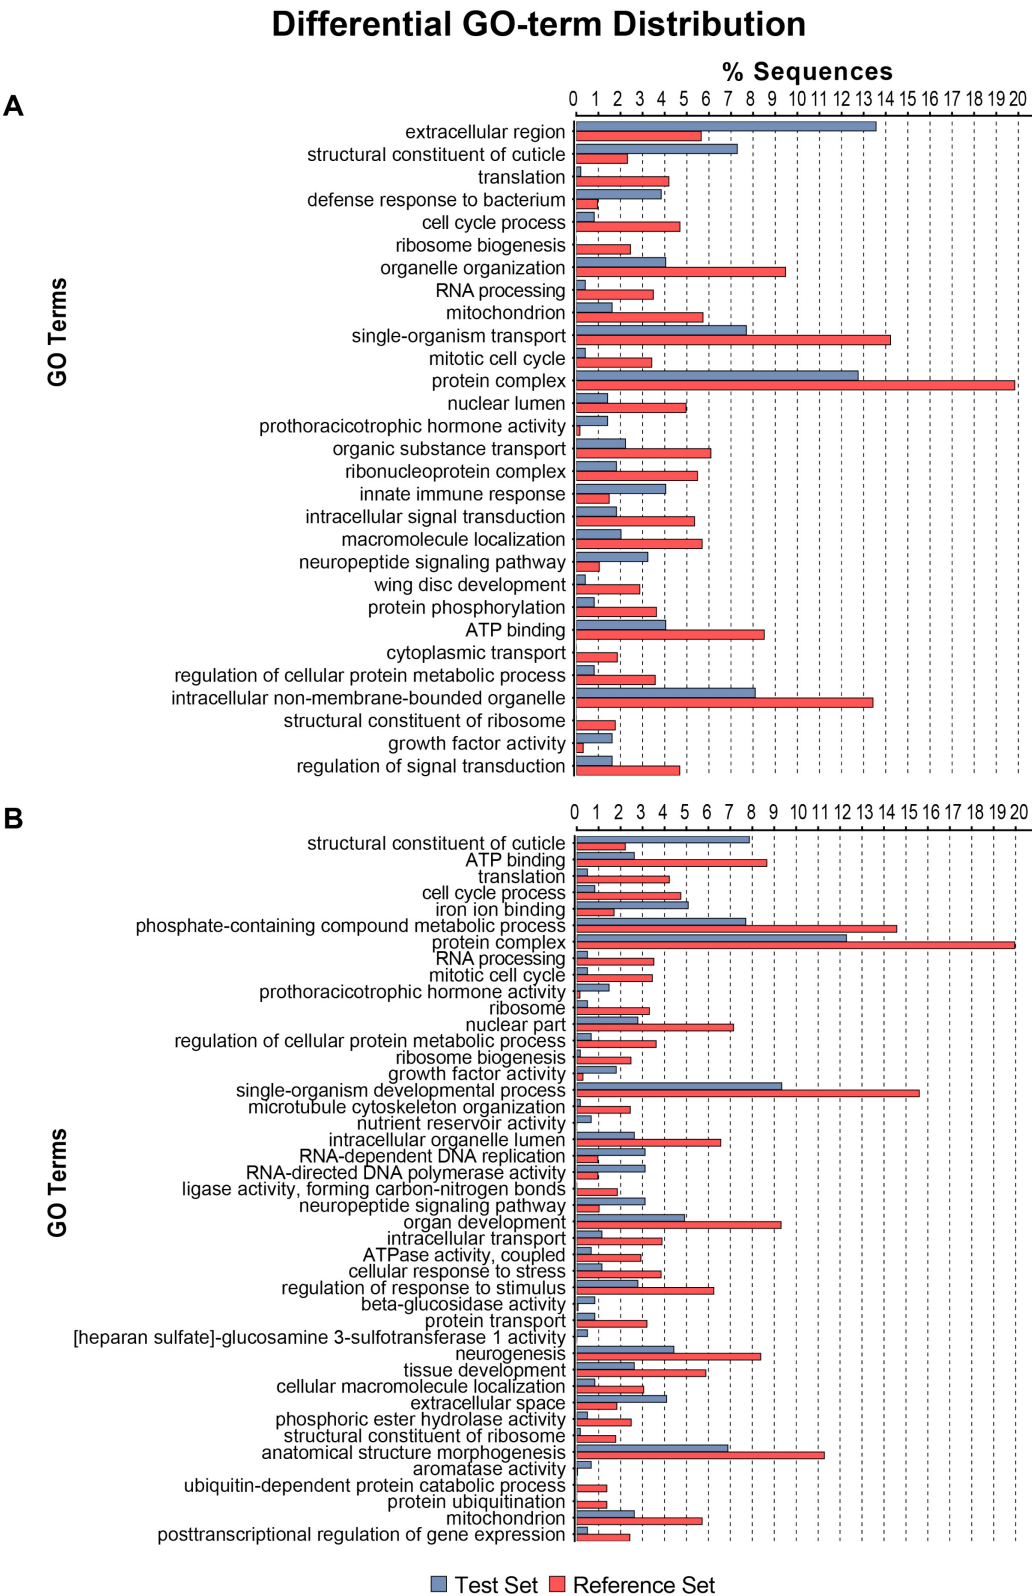 Differential GO-term Distribution
% Sequences
A
0 1 2 3 4 5 6 7 8 9 10 11 12 13 14 15 16 17 18 19 20
GO Terms
extracellular region
structural constituent of cuticle
translation
defense response to bacterium
cell cycle process
ribosome biogenesis
organelle organization
RNA processing
mitochondrion
single-organism transport
mitotic cell cycle
protein complex
nuclear lumen
prothoracicotrophic hormone activity
organic substance transport
ribonucleoprotein complex
innate immune response
intracellular signal transduction
macromolecule localization
neuropeptide signaling pathway
wing disc development
protein phosphorylation
ATP binding
cytoplasmic transport
regulation of cellular protein metabolic process
intracellular non-membrane-bounded organelle
structural constituent of ribosome
growth factor activity
regulation of signal transduction
B
0 1 2 3 4 5 6 7 8 9 10 11 12 13 14 15 16 17 18 19 20
GO Terms
structural constituent of cuticle
ATP binding
translation
cell cycle process
iron ion binding
phosphate-containing compound metabolic process
protein complex
RNA processing
mitotic cell cycle
prothoracicotrophic hormone activity
ribosome
nuclear part
regulation of cellular protein metabolic process
ribosome biogenesis
growth factor activity
single-organism developmental process
microtubule cytoskeleton organization
nutrient reservoir activity
intracellular organelle lumen
RNA-dependent DNA replication
RNA-directed DNA polymerase activity
ligase activity, forming carbon-nitrogen bonds
neuropeptide signaling pathway
organ development
intracellular transport
ATPase activity, coupled
cellular response to stress
regulation of response to stimulus
beta-glucosidase activity
protein transport
[heparan sulfate]-glucosamine 3-sulfotransferase 1 activity
neurogenesis
tissue development
cellular macromolecule localization
extracellular space
phosphoric ester hydrolase activity
structural constituent of ribosome
anatomical structure morphogenesis
aromatase activity
ubiquitin-dependent protein catabolic process
protein ubiquitination
mitochondrion
posttranscriptional regulation of gene expression
Test Set Reference Set